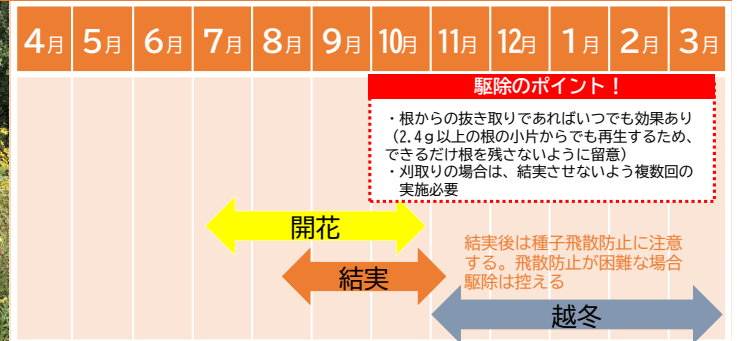 4月 5月 6月 7月 8月 9月 10月 11月 12月 1月 2月 3月
駆除のポイント！
・根からの抜き取りであればいつでも効果あり
（2.4ｇ以上の根の小片からでも再生するため、
できるだけ根を残さないように留意）
・刈取りの場合は、結実させないよう複数回の
実施必要
開花
結実後は種子飛散防止に注意
する。飛散防止が困難な場合
駆除は控える
結実
越冬